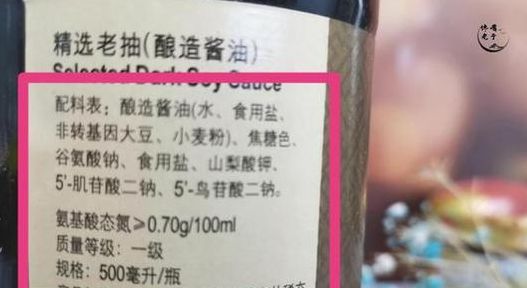 精选老抽(酿造酱油)
Selected Dark Soy Sauce
配料表：酿造酱油(水、食用盐、
非转基因大豆、小麦粉)、焦糖色、
谷氨酸钠、食用盐、山梨酸钾、
5'-肌苷酸二钠、5'-鸟苷酸二钠。
氨基酸态氮≥0.70g/100ml
质量等级：一级
规格：500毫升/瓶